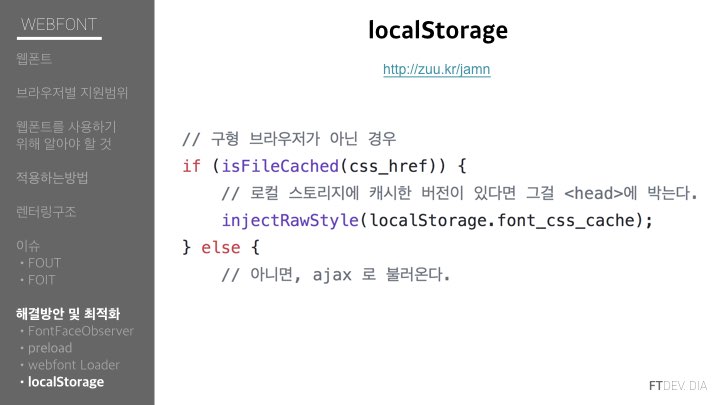 WEBFONT
웹폰트
브라우저별 지원범위
웹폰트를 사용하기
위해 알아야 할 것
적용하는방법
렌터링구조
이슈
• FOUT
• FOIT
해결방안 및 최적화
• FontFaceObserver
• preload
• webfont Loader
• localStorage
localStorage
http://zuu.kr/jamn
// 구형 브라우저가 아닌 경우
if (isFileCached(css_href)) {
// 로컬 스토리지에 캐시한 버전이 있다면 그걸 <head>에 박는다.
injectRawStyle(localStorage.font_css_cache);
} else {
// 아니면, ajax 로 불러온다.
FTDEV. DIA